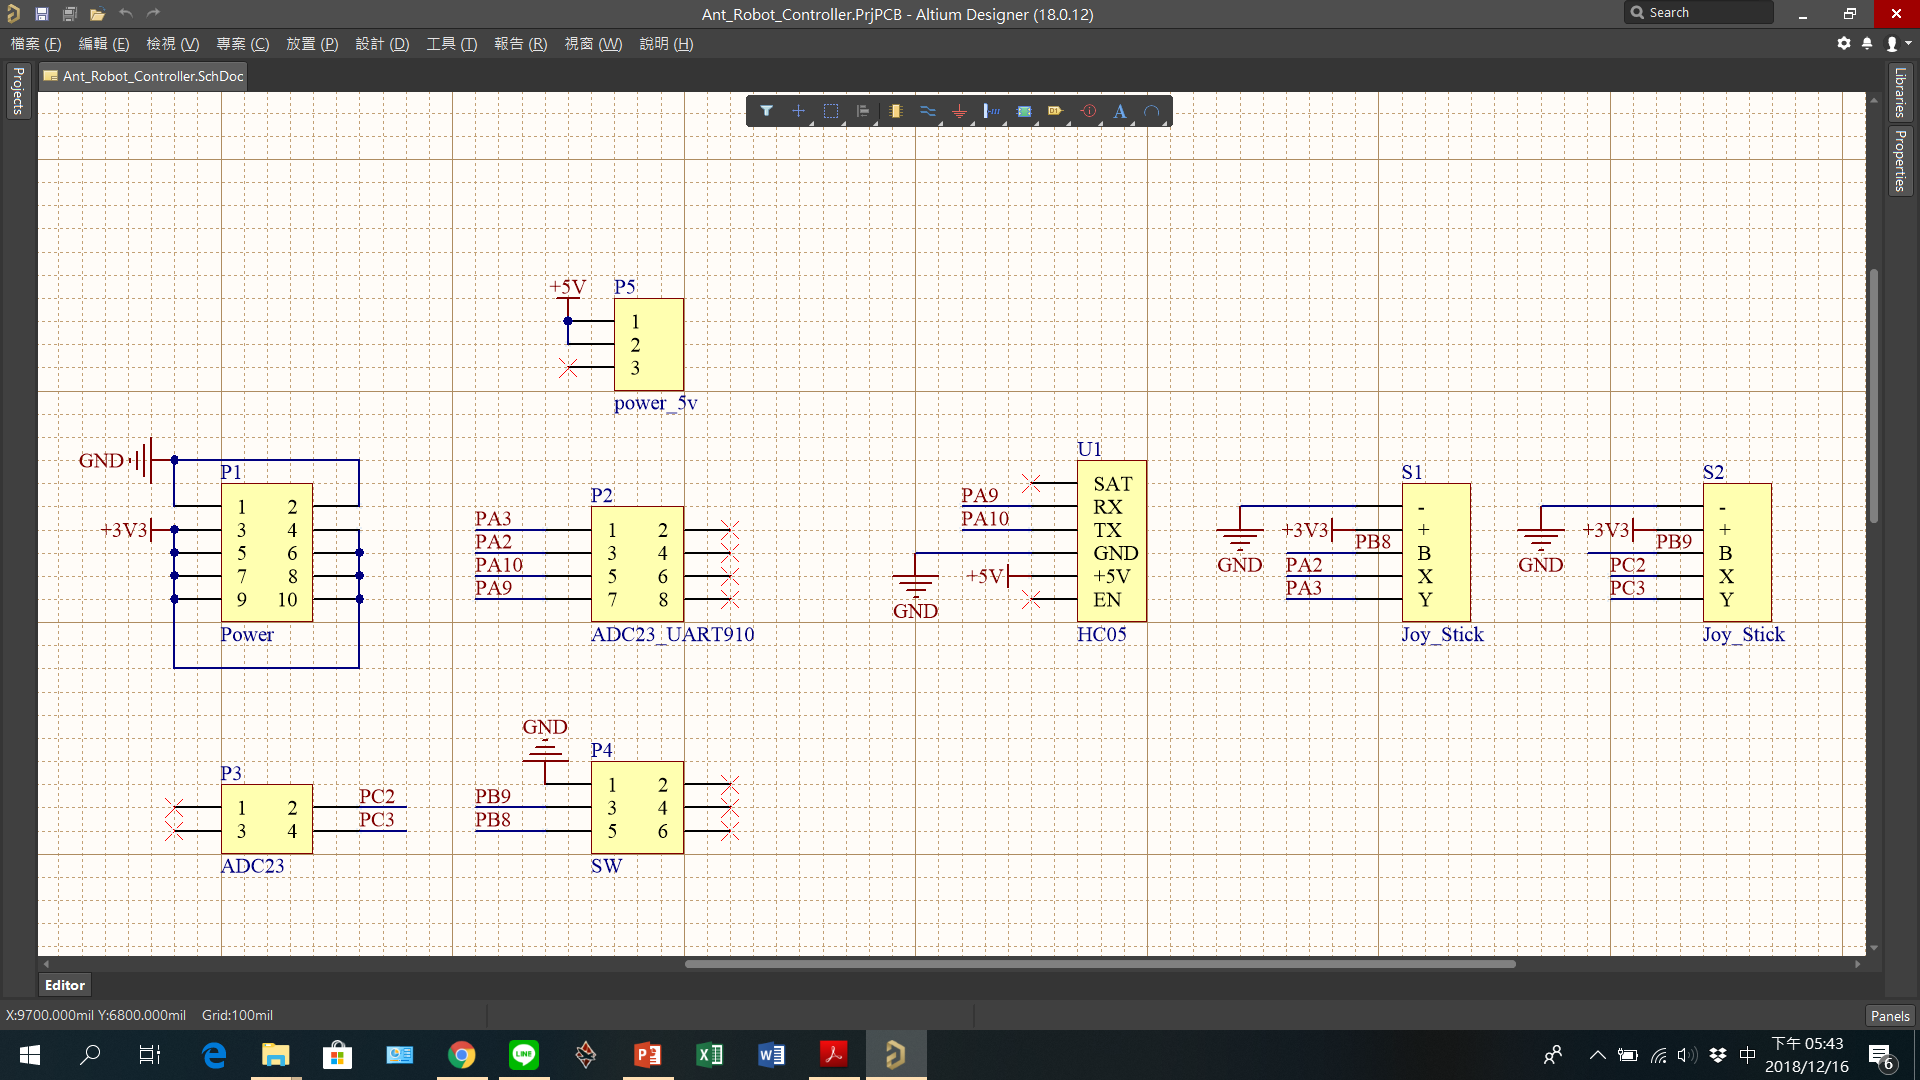 Ant_Robot_Controller.PrjPCB - Altium Designer (18.0.12)
Search
檔案 (F) 編輯 (E) 檢視 (V) 專案 (C) 放置 (P) 設計 (D) 工具 (T) 報告 (R) 視窗 (W) 說明 (H)
Projects
Ant_Robot_Controller.SchDoc
Libraries
Properties
+5V
P5
1
2
3
power_5v
GND
P1
1 2
+3V3
3 4
5 6
7 8
9 10
Power
P2
PA3
1 2
PA2
3 4
PA10
5 6
PA9
7 8
ADC23_UART910
U1
SAT
PA9
RX
PA10
TX
GND
GND
+5V
+5V
EN
HC05
S1
-
+3V3
+
GND
PB8
B
PA2
X
PA3
Y
Joy_Stick
S2
-
+3V3
+
GND
PB9
B
PC2
X
PC3
Y
Joy_Stick
P3
1 2
PC2
3 4
PC3
ADC23
GND
P4
1 2
PB9
3 4
PB8
5 6
SW
Editor
X:9700.000mil Y:6800.000mil Grid:100mil
Panels
中
下午 05:43
2018/12/16
6